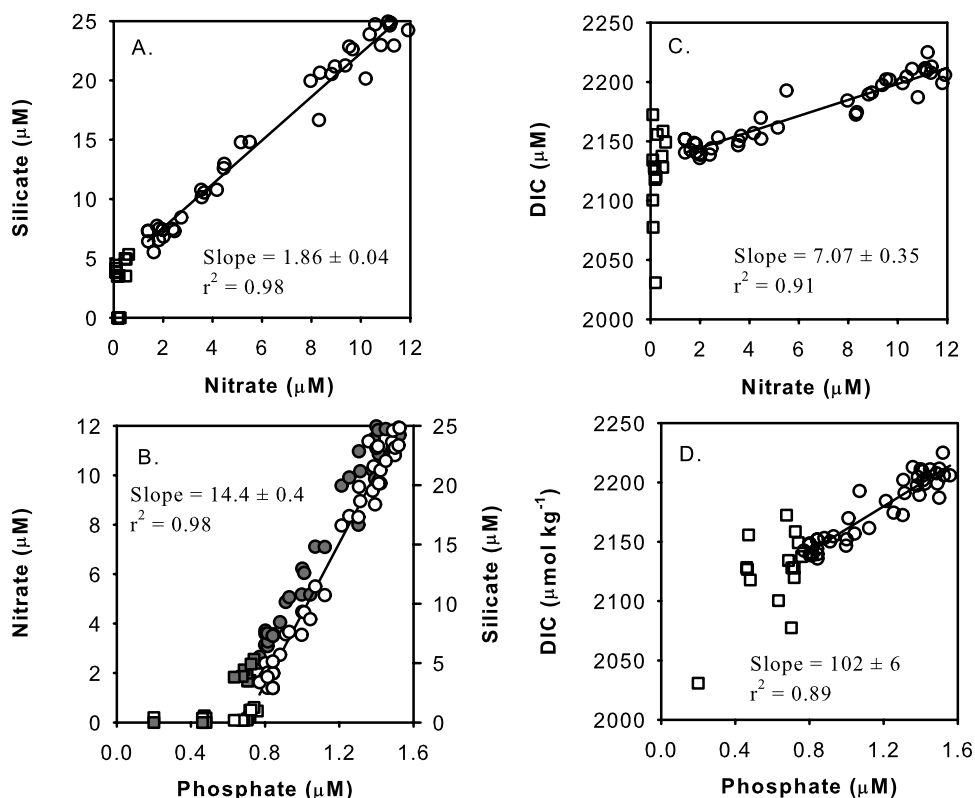 A.
25
20
15
10
5
0
Silicate (μM)
Slope = 1.86 ± 0.04
r² = 0.98
0 2 4 6 8 10 12
Nitrate (μM)
C.
2250
2200
2150
2100
2050
2000
DIC (μM)
Slope = 7.07 ± 0.35
r² = 0.91
0 2 4 6 8 10 12
Nitrate (μM)
B.
12
10
8
6
4
2
0
Nitrate (μM)
Slope = 14.4 ± 0.4
r² = 0.98
25
20
15
10
5
0
Silicate (μM)
0 0.4 0.8 1.2 1.6
Phosphate (μM)
D.
2250
2200
2150
2100
2050
2000
DIC (μmol kg⁻¹)
Slope = 102 ± 6
r² = 0.89
0.0 0.4 0.8 1.2 1.6
Phosphate (μM)